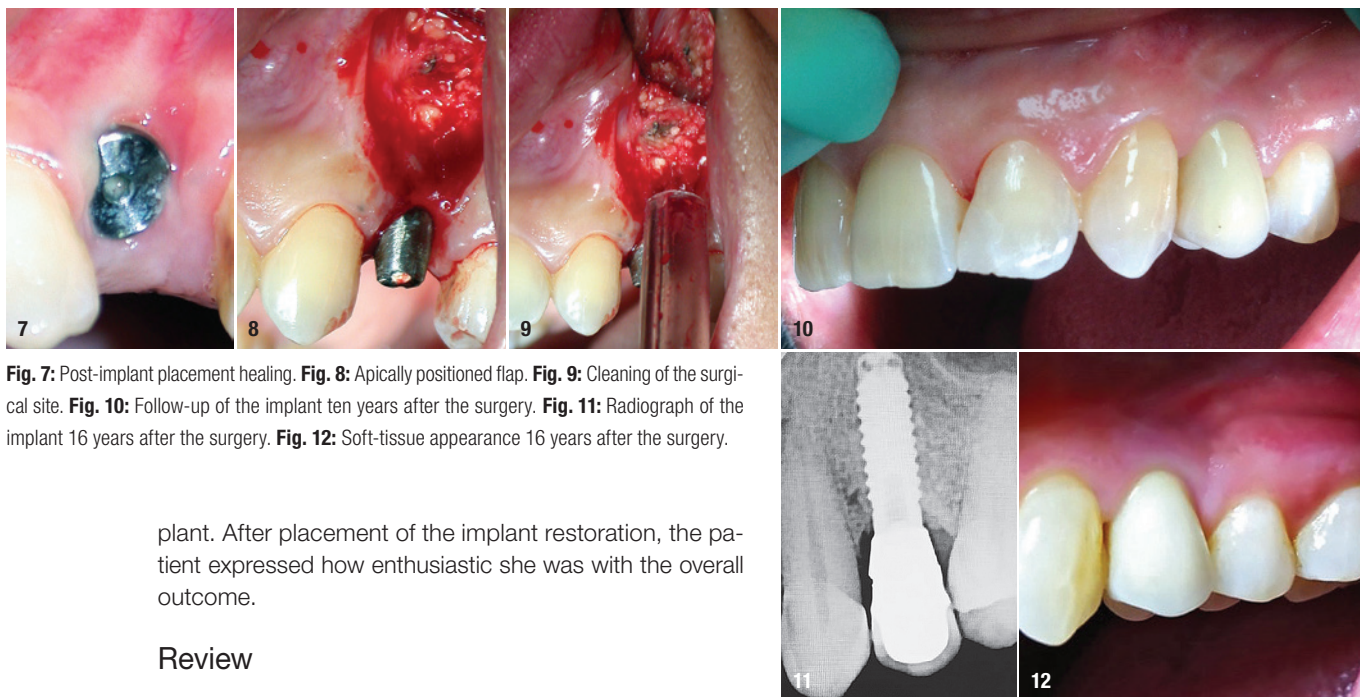 7
8
9
10
Fig. 7: Post-implant placement healing. Fig. 8: Apically positioned flap. Fig. 9: Cleaning of the surgi-
cal site. Fig. 10: Follow-up of the implant ten years after the surgery. Fig. 11: Radiograph of the
implant 16 years after the surgery. Fig. 12: Soft-tissue appearance 16 years after the surgery.
plant. After placement of the implant restoration, the pa-
tient expressed how enthusiastic she was with the overall
outcome.
Review
11
12